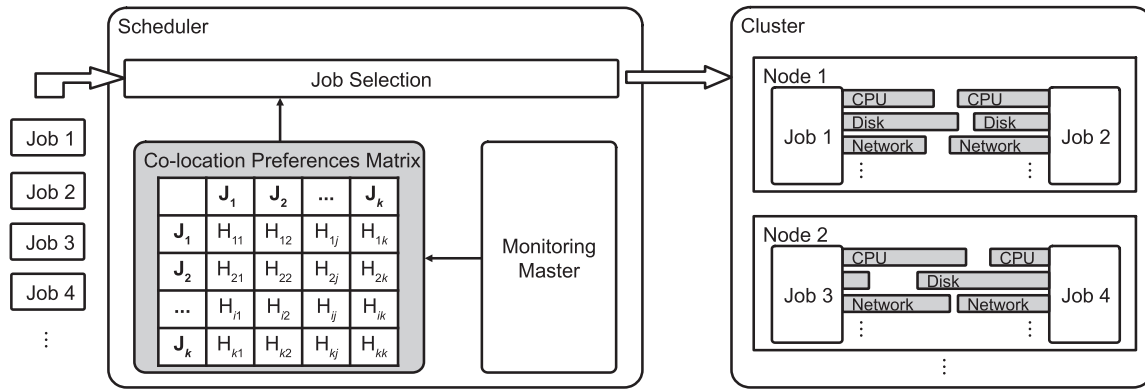 Scheduler
Job Selection
Job 1
Job 2
Job 3
Job 4
⋮
Co-location Preferences Matrix
J1 J2 ... Jk
J1 H11 H12 H1j H1k
J2 H21 H22 H2j H2k
... Hi1 Hi2 Hij Hik
Jk Hk1 Hk2 Hkj Hkk
Monitoring
Master
Cluster
Node 1
Job 1
CPU CPU
Disk Disk
Network Network
⋮ ⋮
Job 2
Node 2
Job 3
CPU CPU
Disk
Network Network
⋮ ⋮
Job 4
⋮